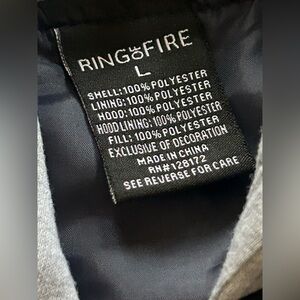 RING OF FIRE
L
SHELL: 100% POLYESTER
LINING: 100% POLYESTER
HOOD: 100% POLYESTER
HOOD LINING: 100% POLYESTER
FILL: 100% POLYESTER
EXCLUSIVE OF DECORATION
MADE IN CHINA
RN#128172
SEE REVERSE FOR CARE